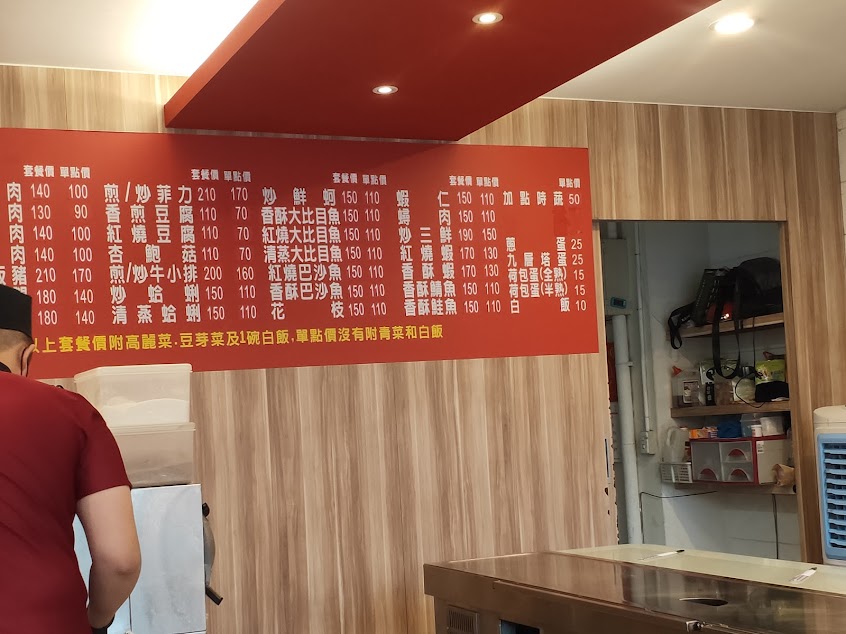 套餐價 單點價
肉 140 100
肉 130 90
肉 140 100
肉 140 100
豬 210 170
180 140
180 140
套餐價 單點價
煎/炒菲力 210 170
香煎豆腐 110 70
紅燒豆腐 110 70
杏鮑菇 110 70
煎/炒牛小排 200 160
炒蛤蜊 150 110
清蒸蛤蜊 150 110
套餐價 單點價
炒鮮蚵 150 110
香酥大比目魚 150 110
紅燒大比目魚 150 110
清蒸大比目魚 150 110
紅燒巴沙魚 150 110
香酥巴沙魚 150 110
花枝 150 110
套餐價 單點價
蝦仁 150 110
蟳肉 150 110
炒三鮮 190 150
紅燒蝦 170 130
香酥蝦 170 130
香酥鯖魚 150 110
香酥鮭魚 150 110
單點價
加點時蔬 50
蔥蛋 25
九層塔蛋 25
荷包蛋(全熟) 15
荷包蛋(半熟) 15
白飯 10
以上套餐價附高麗菜.豆芽菜及1碗白飯,單點價沒有附青菜和白飯